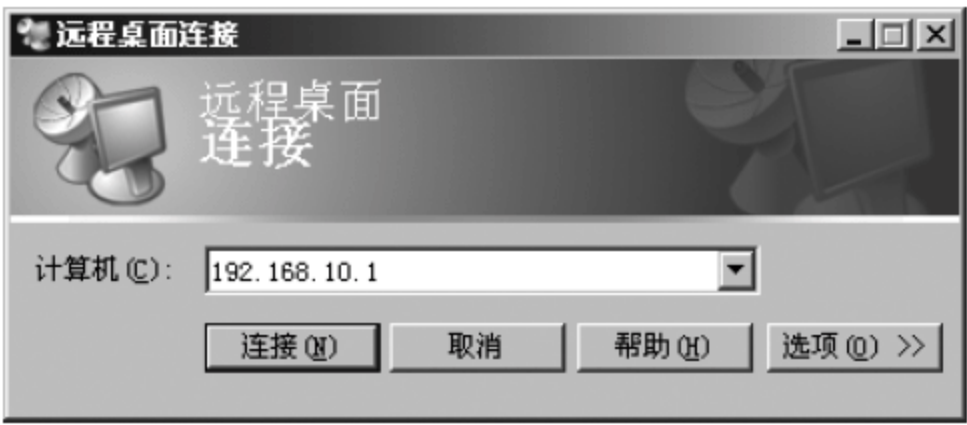 远程桌面连接
远程桌面
连接
计算机(C):
192.168.10.1
连接(N) 取消 帮助(H) 选项(O) >>